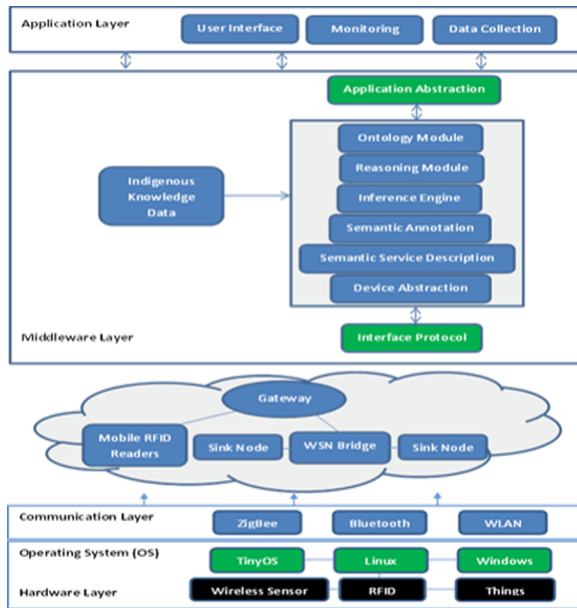 Application Layer
User Interface
Monitoring
Data Collection
Application Abstraction
Ontology Module
Reasoning Module
Indigenous
Knowledge
Data
Inference Engine
Semantic Annotation
Semantic Service Description
Device Abstraction
Middleware Layer
Interface Protocol
Gateway
Mobile RFID
Readers
Sink Node
WSN Bridge
Sink Node
Communication Layer
ZigBee
Bluetooth
WLAN
Operating System (OS)
TinyOS
Linux
Windows
Hardware Layer
Wireless Sensor
RFID
Things